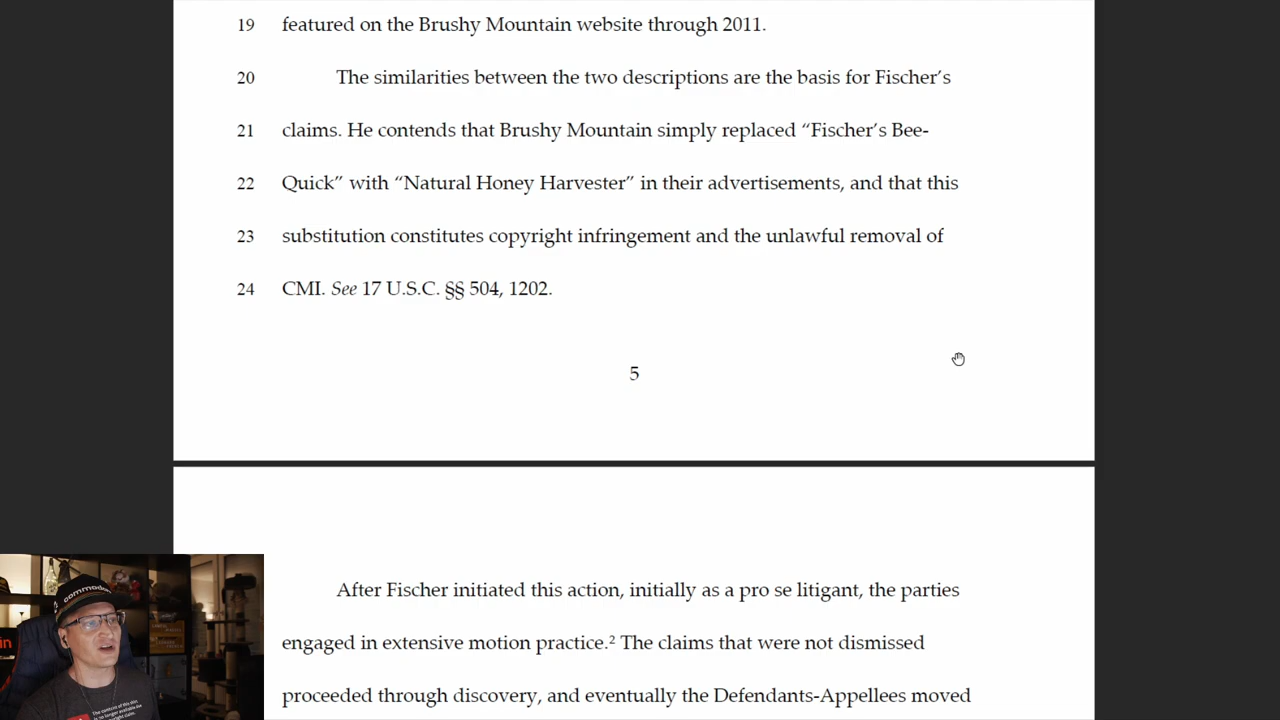 19 featured on the Brushy Mountain website through 2011.
20 The similarities between the two descriptions are the basis for Fischer’s
21 claims. He contends that Brushy Mountain simply replaced “Fischer’s Bee-
22 Quick” with “Natural Honey Harvester” in their advertisements, and that this
23 substitution constitutes copyright infringement and the unlawful removal of
24 CMI. See 17 U.S.C. §§ 504, 1202.
5
After Fischer initiated this action, initially as a pro se litigant, the parties
engaged in extensive motion practice.² The claims that were not dismissed
proceeded through discovery, and eventually the Defendants-Appellees moved
commodo
in